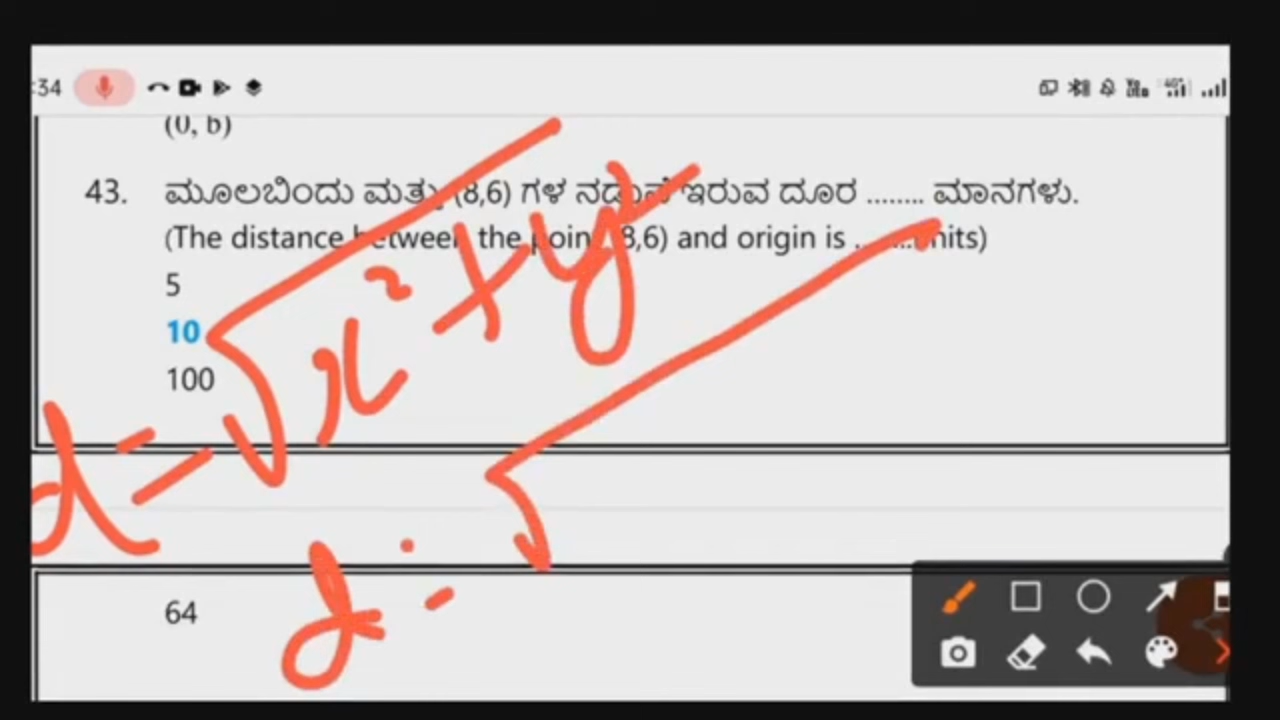 :34
(0, b)
43. ಮೂಲಬಿಂದು ಮತ್ತು (8,6) ಗಳ ನಡುವೆ ಇರುವ ದೂರ ........ ಮಾನಗಳು.
(The distance between the point (8,6) and origin is ........units)
5
10
100
d = √x² + y²
d = √
64